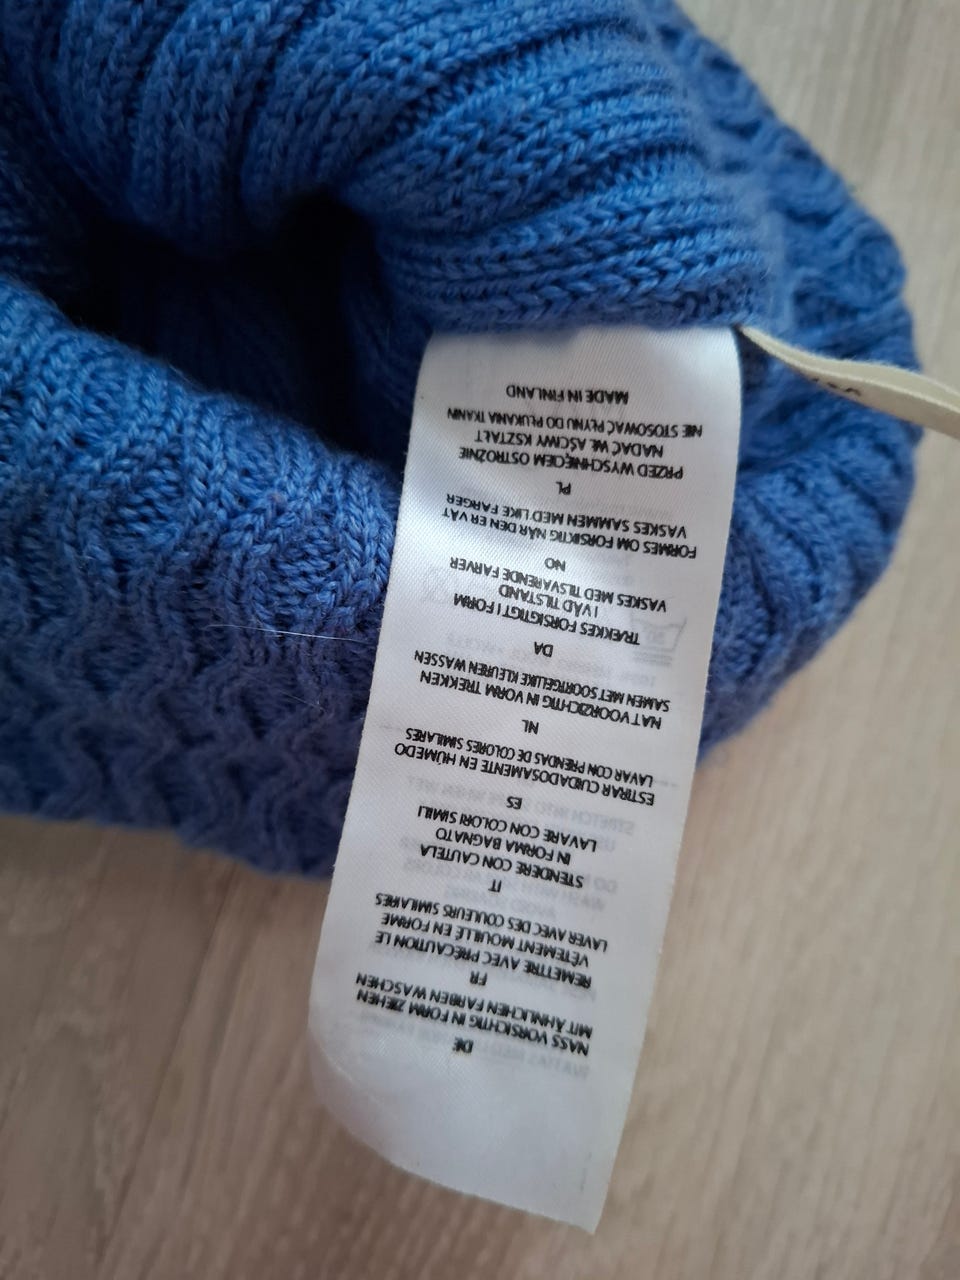 DE
NASS VORSICHTIG IN FORM ZIEHEN
MIT ÄHNLICHEN FARBEN WASCHEN
FR
REMETTRE AVEC PRÉCAUTION LE
VÊTEMENT MOUILLÉ EN FORME
LAVER AVEC DES COULEURS SIMILAIRES
IT
STENDERE CON CAUTELA
IN FORMA BAGNATO
LAVARE CON COLORI SIMILI
ES
ESTIRAR CUIDADOSAMENTE EN HÚMEDO
LAVAR CON PRENDAS DE COLORES SIMILARES
NL
NAT VOORZICHTIG IN VORM TREKKEN
SAMEN MET SOORTGELIJKE KLEUREN WASSEN
DA
TRÆKKES FORSIGTIGT I FORM
I VÅD TILSTAND
VASKES MED TILSVARENDE FARVER
NO
FORMES OM FORSIKTIG NÅR DEN ER VÅT
VASKES SAMMEN MED LIKE FARGER
PL
PRZED WYSCHNIĘCIEM OSTROŻNIE
NADAĆ WŁAŚCIWY KSZTAŁT
NIE STOSOWAĆ PŁYNU DO PŁUKANIA TKANIN
MADE IN FINLAND